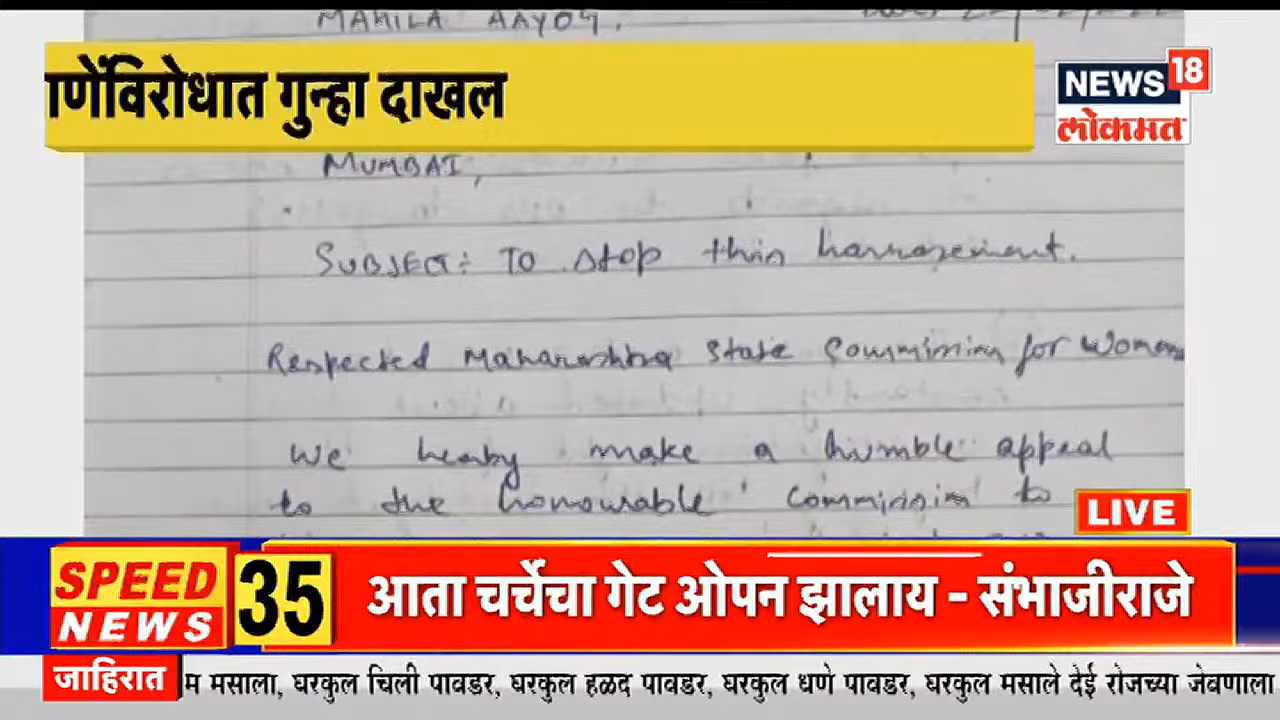 MAHILA AAYOG.
णेंविरोधात गुन्हा दाखल
NEWS 18
लोकमत
MUMBAI,
SUBJECT: TO stop this harrasement.
Respected Maharashtra State Commission for Women
We hearby make a humble appeal
to the honourable commission to
LIVE
SPEED
NEWS
35
आता चर्चेचा गेट ओपन झालाय - संभाजीराजे
जाहिरात
म मसाला, घरकुल चिली पावडर, घरकुल हळद पावडर, घरकुल धणे पावडर, घरकुल मसाले देई रोजच्या जेवणाला